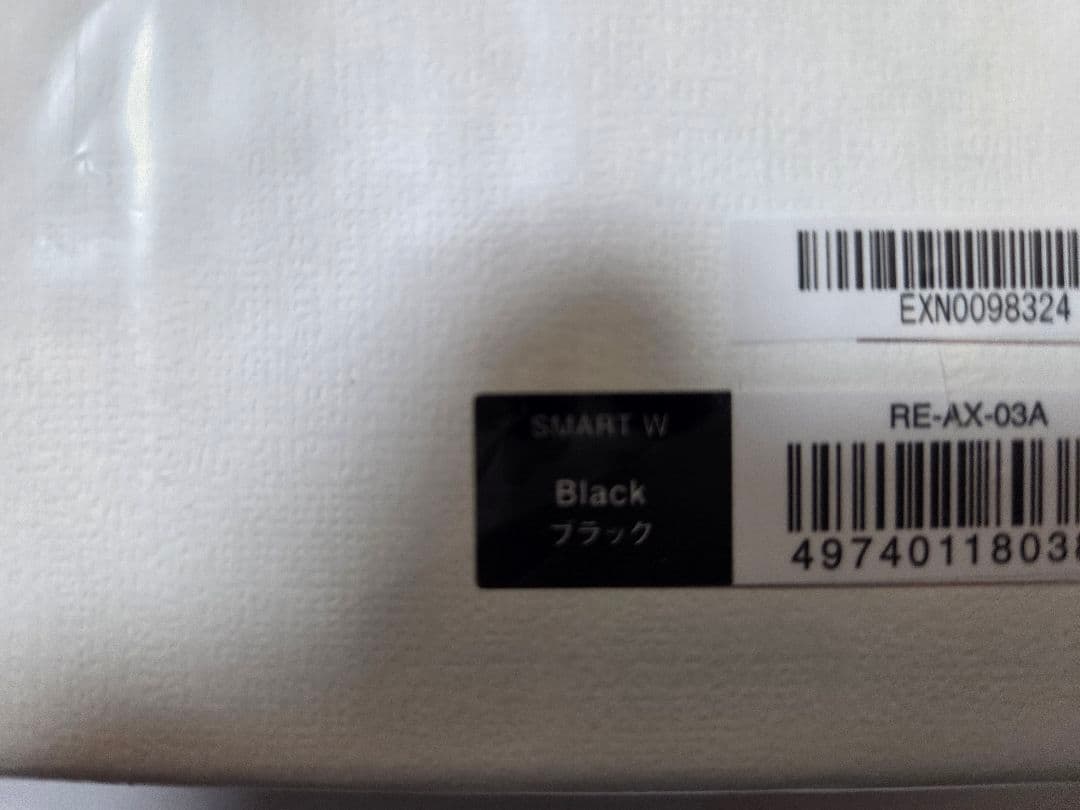 EXN0098324
SMART W
RE-AX-03A
Black
ブラック